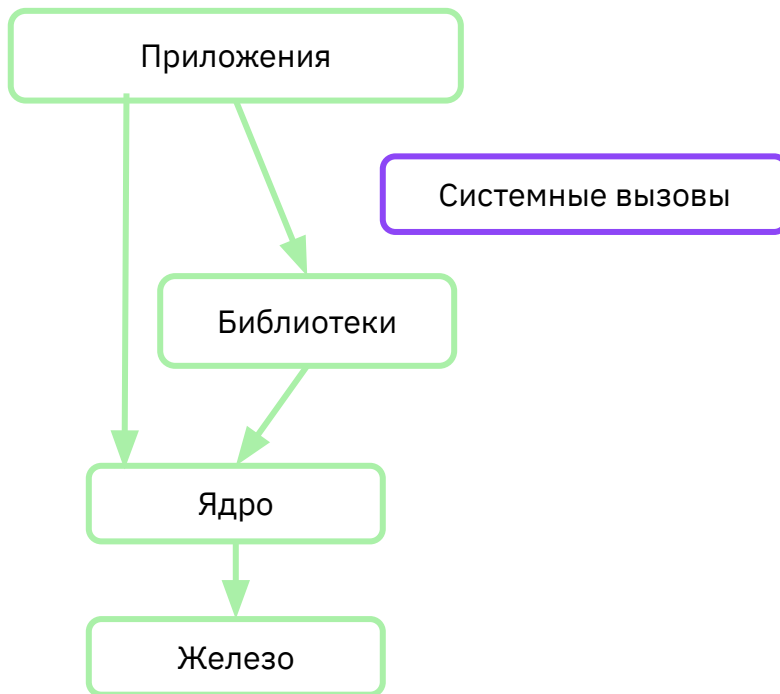 Приложения
Системные вызовы
Библиотеки
Ядро
Железо